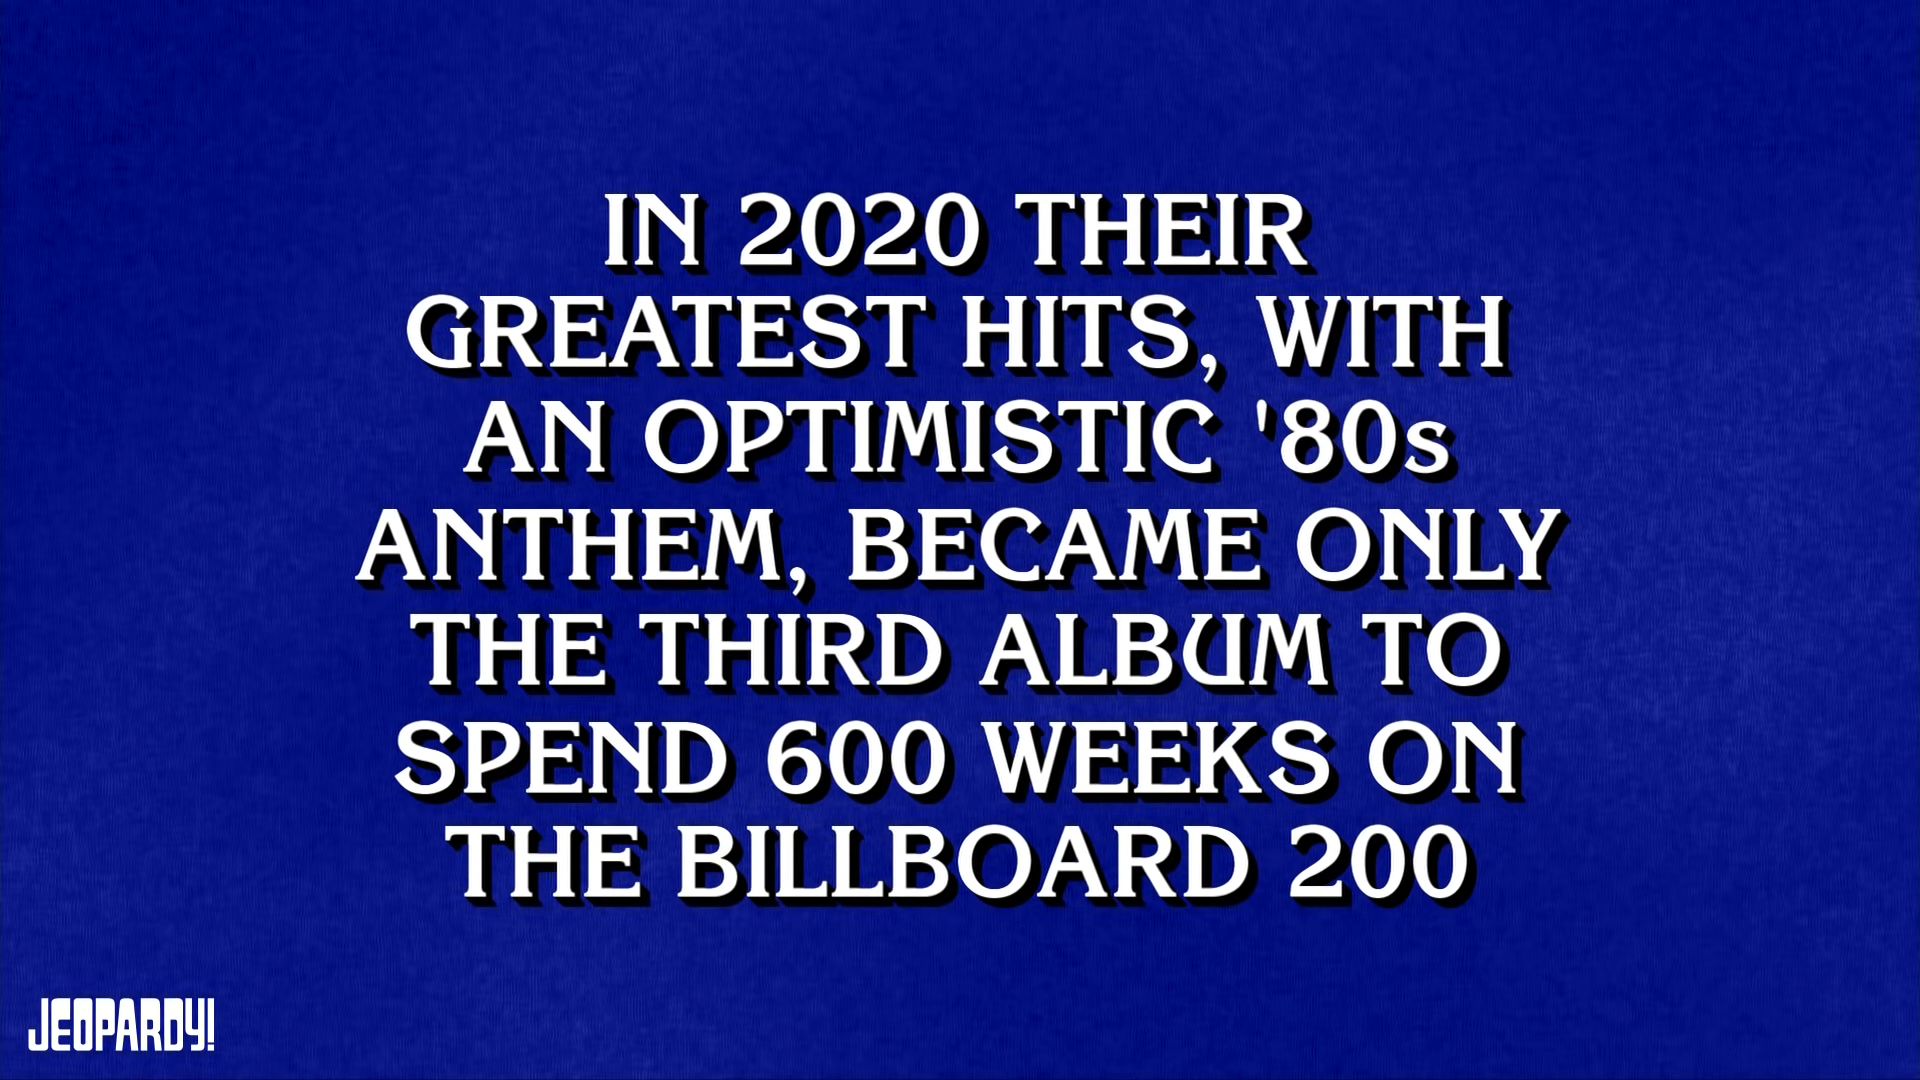 IN 2020 THEIR
GREATEST HITS, WITH
AN OPTIMISTIC '80s
ANTHEM, BECAME ONLY
THE THIRD ALBUM TO
SPEND 600 WEEKS ON
THE BILLBOARD 200
JEOPARDY!